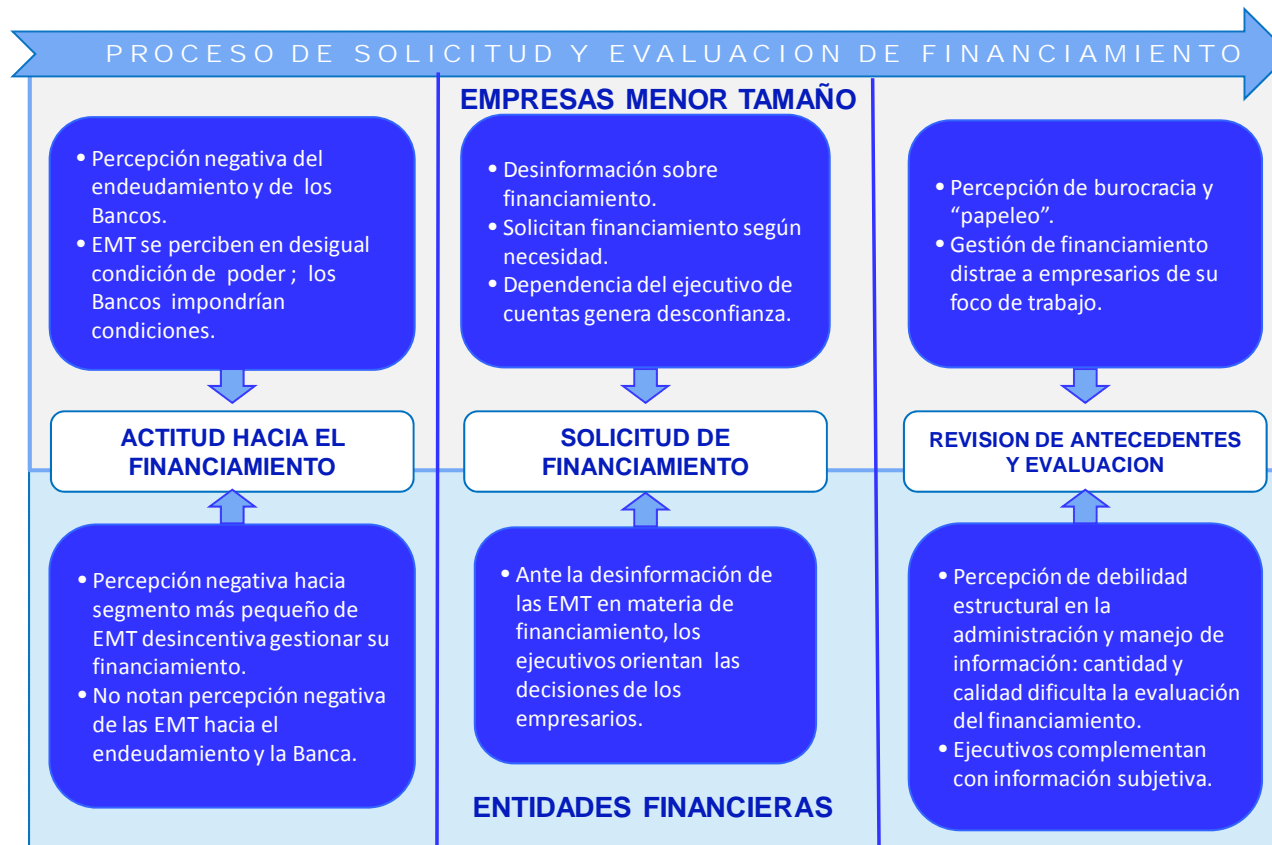 PROCESO DE SOLICITUD Y EVALUACION DE FINANCIAMIENTO
EMPRESAS MENOR TAMAÑO
• Percepción negativa del
endeudamiento y de los
Bancos.
• EMT se perciben en desigual
condición de poder ; los
Bancos impondrían
condiciones.
• Desinformación sobre
financiamiento.
• Solicitan financiamiento según
necesidad.
• Dependencia del ejecutivo de
cuentas genera desconfianza.
• Percepción de burocracia y
“papeleo”.
• Gestión de financiamiento
distrae a empresarios de su
foco de trabajo.
ACTITUD HACIA EL
FINANCIAMIENTO
SOLICITUD DE
FINANCIAMIENTO
REVISION DE ANTECEDENTES
Y EVALUACION
• Percepción negativa hacia
segmento más pequeño de
EMT desincentiva gestionar su
financiamiento.
• No notan percepción negativa
de las EMT hacia el
endeudamiento y la Banca.
• Ante la desinformación de
las EMT en materia de
financiamiento, los
ejecutivos orientan las
decisiones de los
empresarios.
• Percepción de debilidad
estructural en la
administración y manejo de
información: cantidad y
calidad dificulta la evaluación
del financiamiento.
• Ejecutivos complementan
con información subjetiva.
ENTIDADES FINANCIERAS